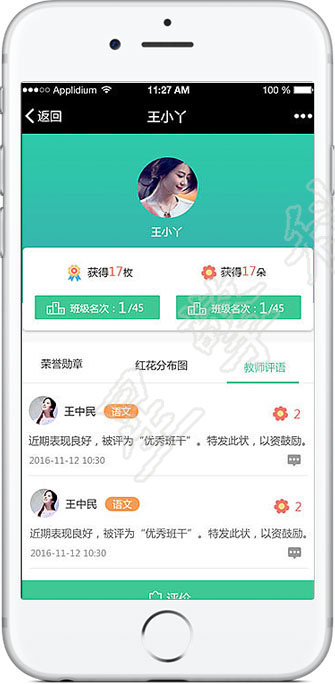 Applidium 11:27 AM 100 %
返回 王小丫
王小丫
获得17枚 获得17朵
班级名次：1/45 班级名次：1/45
荣誉勋章 红花分布图 教师评语
王中民 语文 2
近期表现良好，被评为“优秀班干”。特发此状，以资鼓励。
2016-11-12 10:30
王中民 语文 2
近期表现良好，被评为“优秀班干”。特发此状，以资鼓励。
2016-11-12 10:30
评价